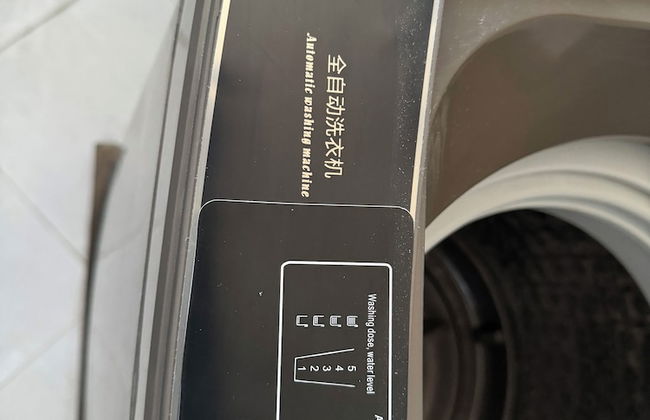 全自动洗衣机
Automatic washing machine
Washing dose, water level
5
4
3
2
1